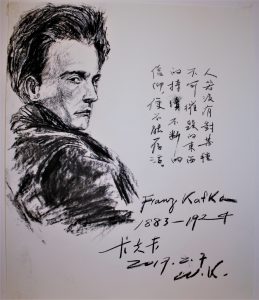 人若沒有對某種
不可摧毀的東西
的持續不斷的
信仰,便不能存活。
Franz Kafka
1883—1924
卡夫卡
2017.2.7
W.K.